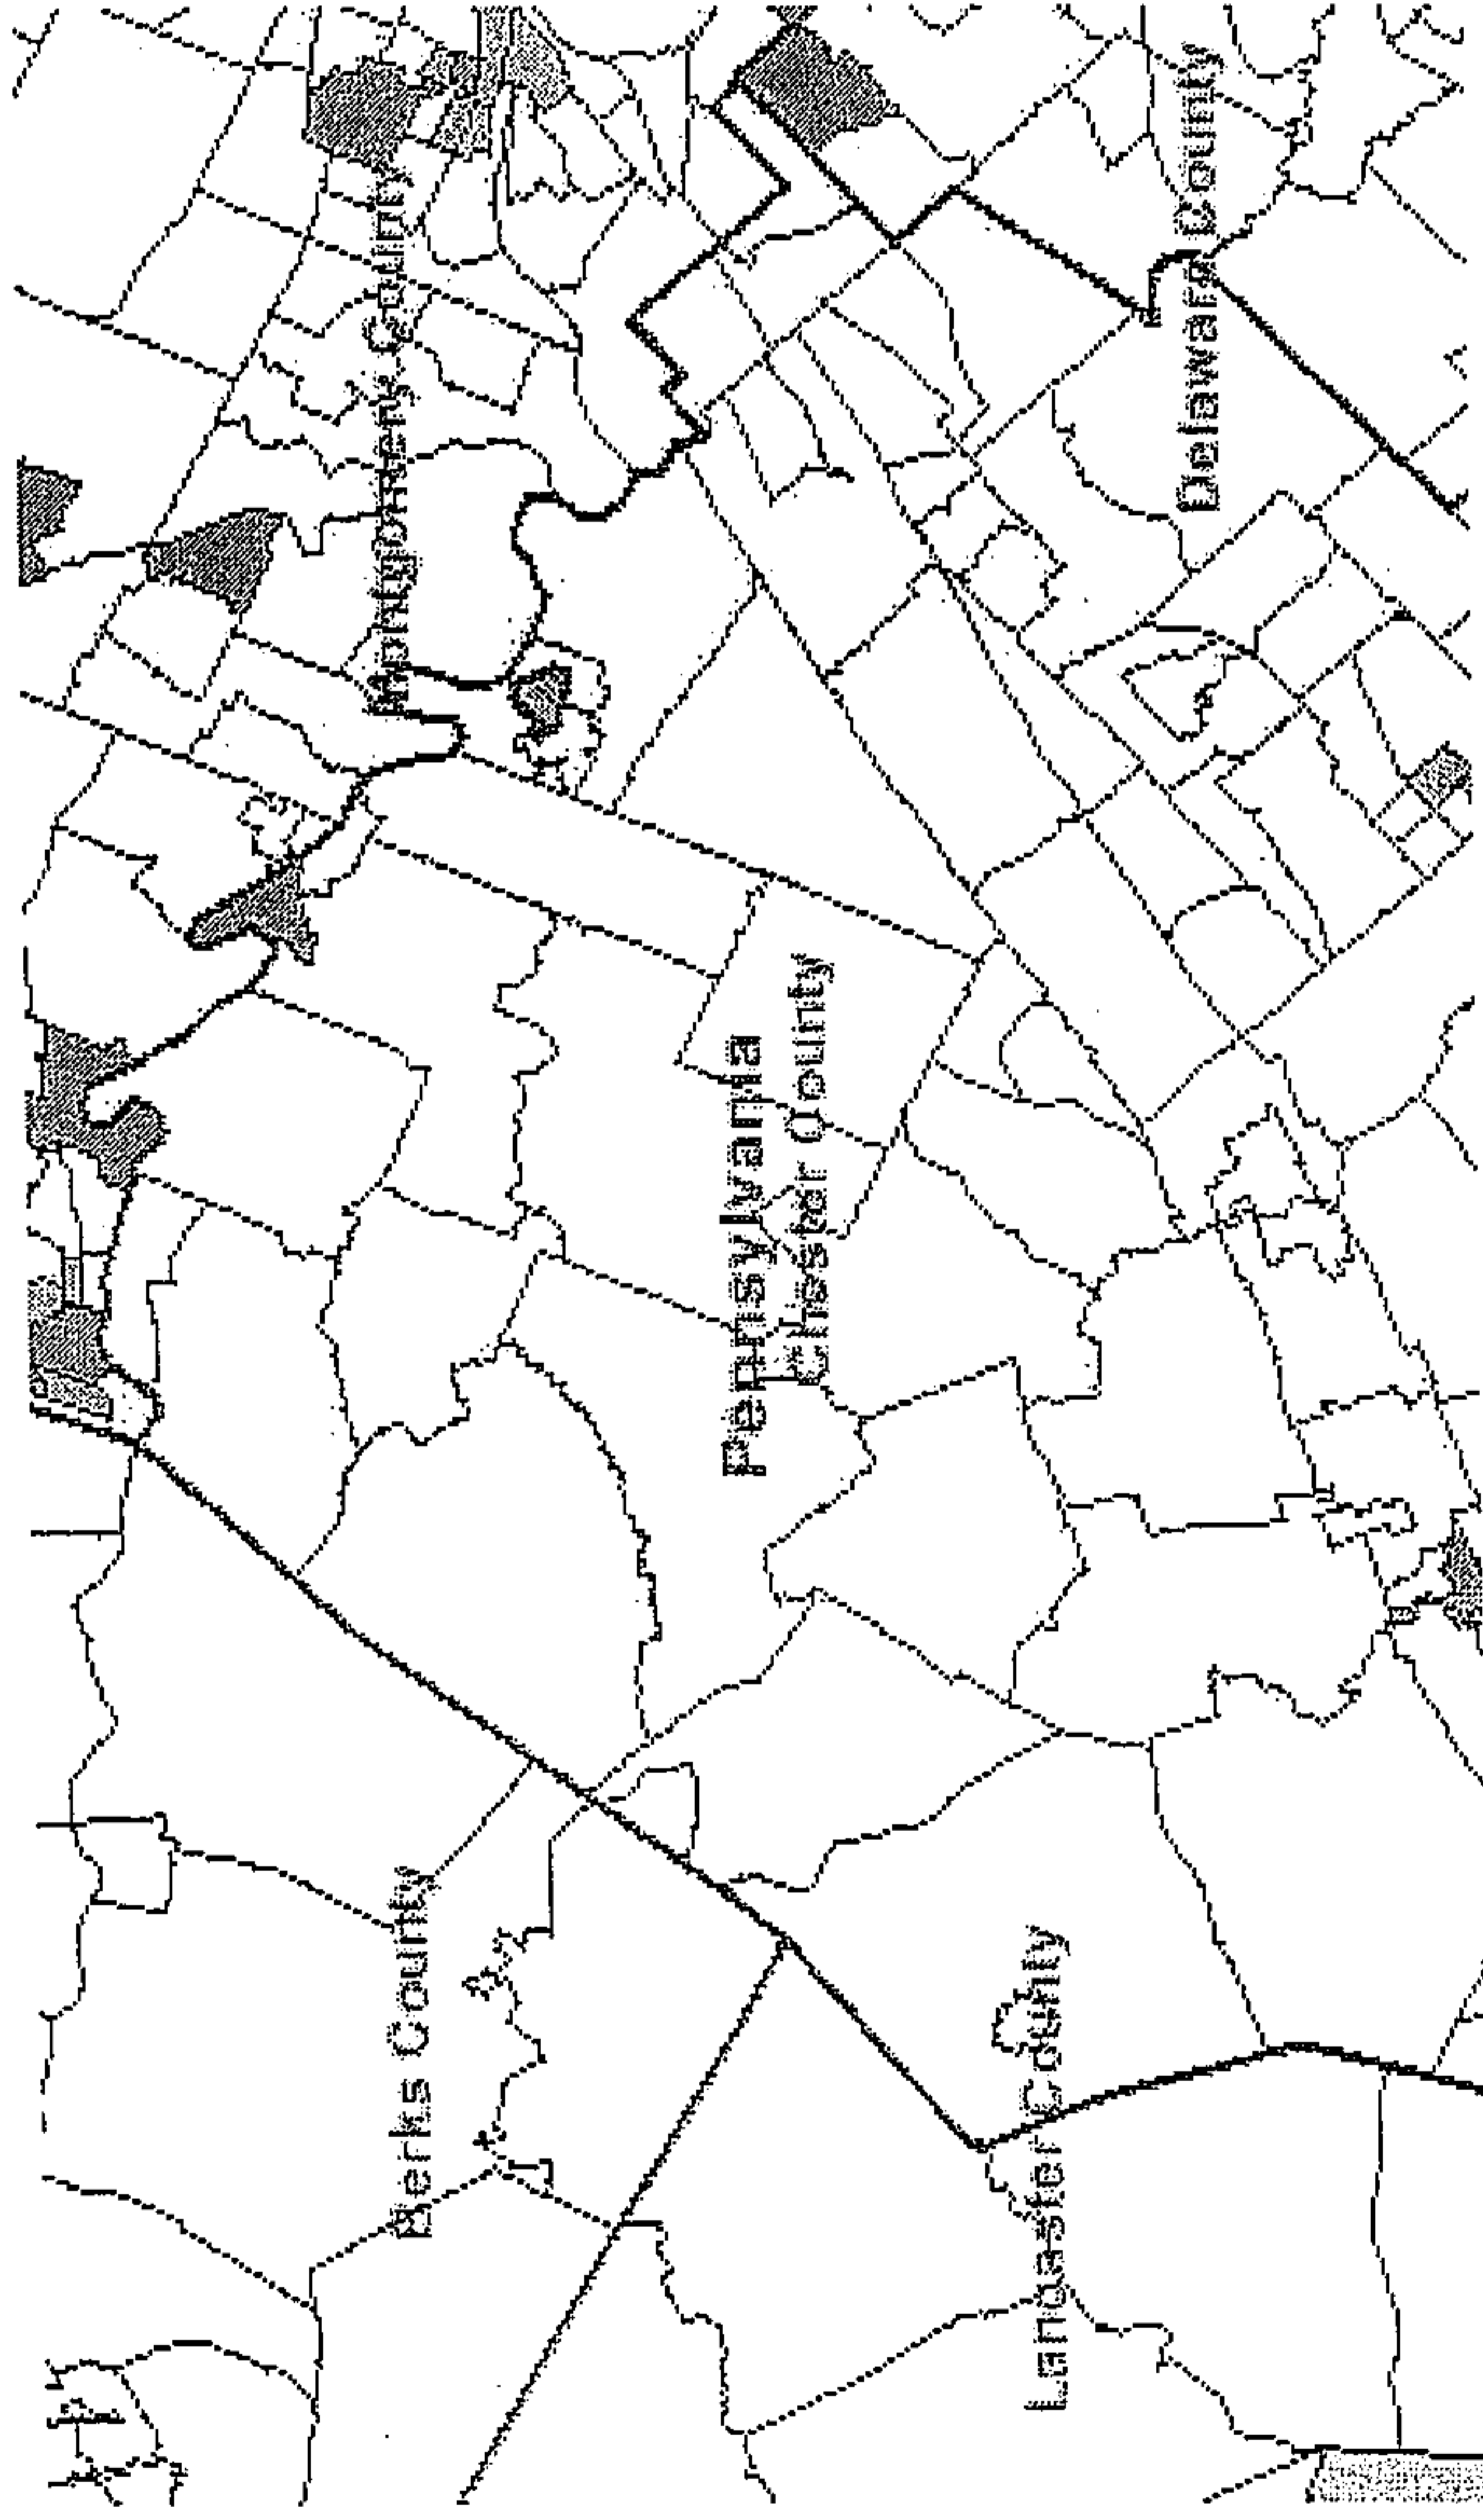 Montgomery County
Delaware County
Pennsylvania
Chester County
Berks County
Lancaster County